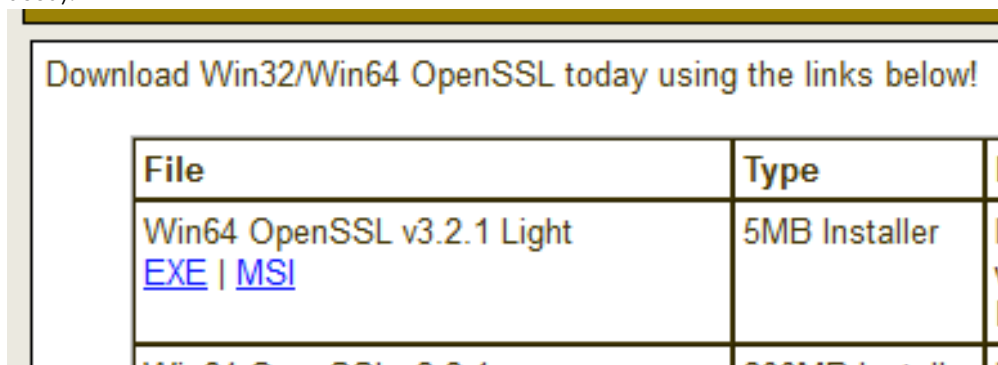 Download Win32/Win64 OpenSSL today using the links below!
File
Type
Win64 OpenSSL v3.2.1 Light
5MB Installer
EXE | MSI